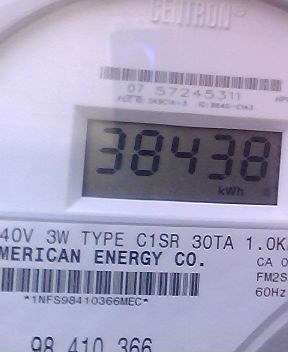 CENTRON
07 57245311
38438
kWh
40V 3W TYPE C1SR 30TA 1.0K
MERICAN ENERGY CO.
CA 0
FM2S
60Hz
*1NFS98410366MEC*
98 410 366